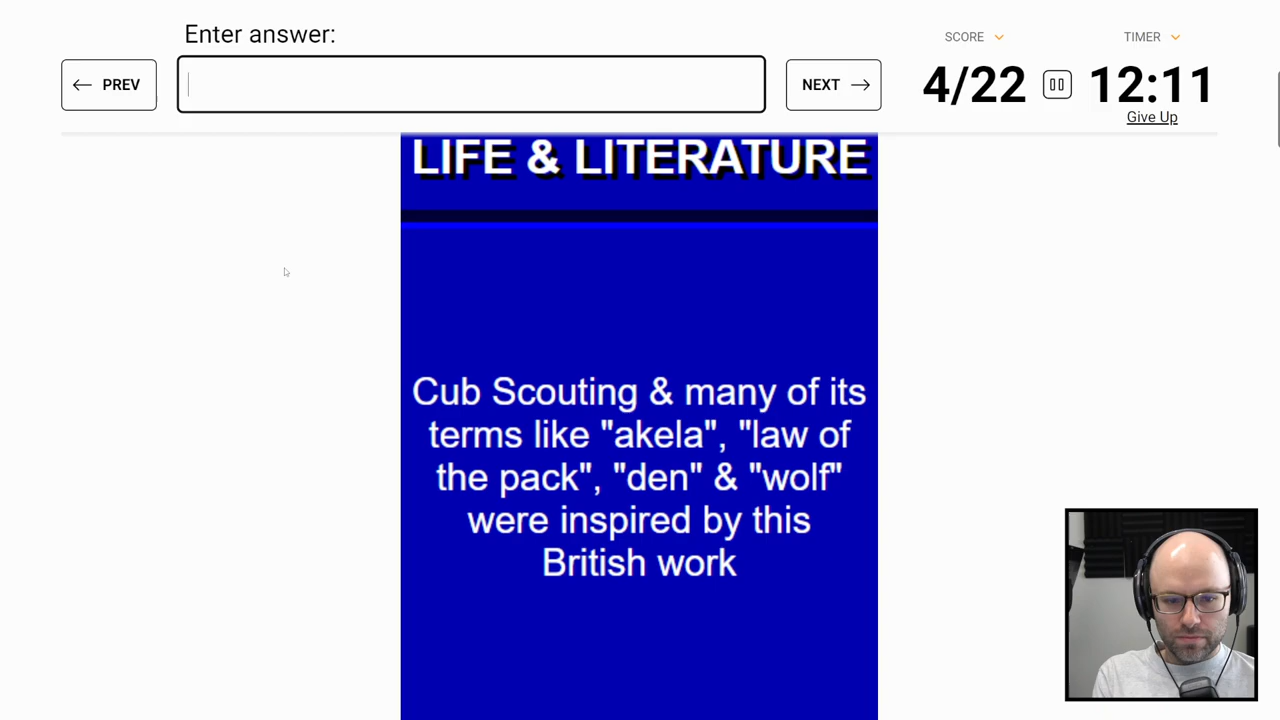 Enter answer:
SCORE
TIMER
PREV
NEXT
4/22
12:11
Give Up
LIFE & LITERATURE
Cub Scouting & many of its
terms like "akela", "law of
the pack", "den" & "wolf"
were inspired by this
British work